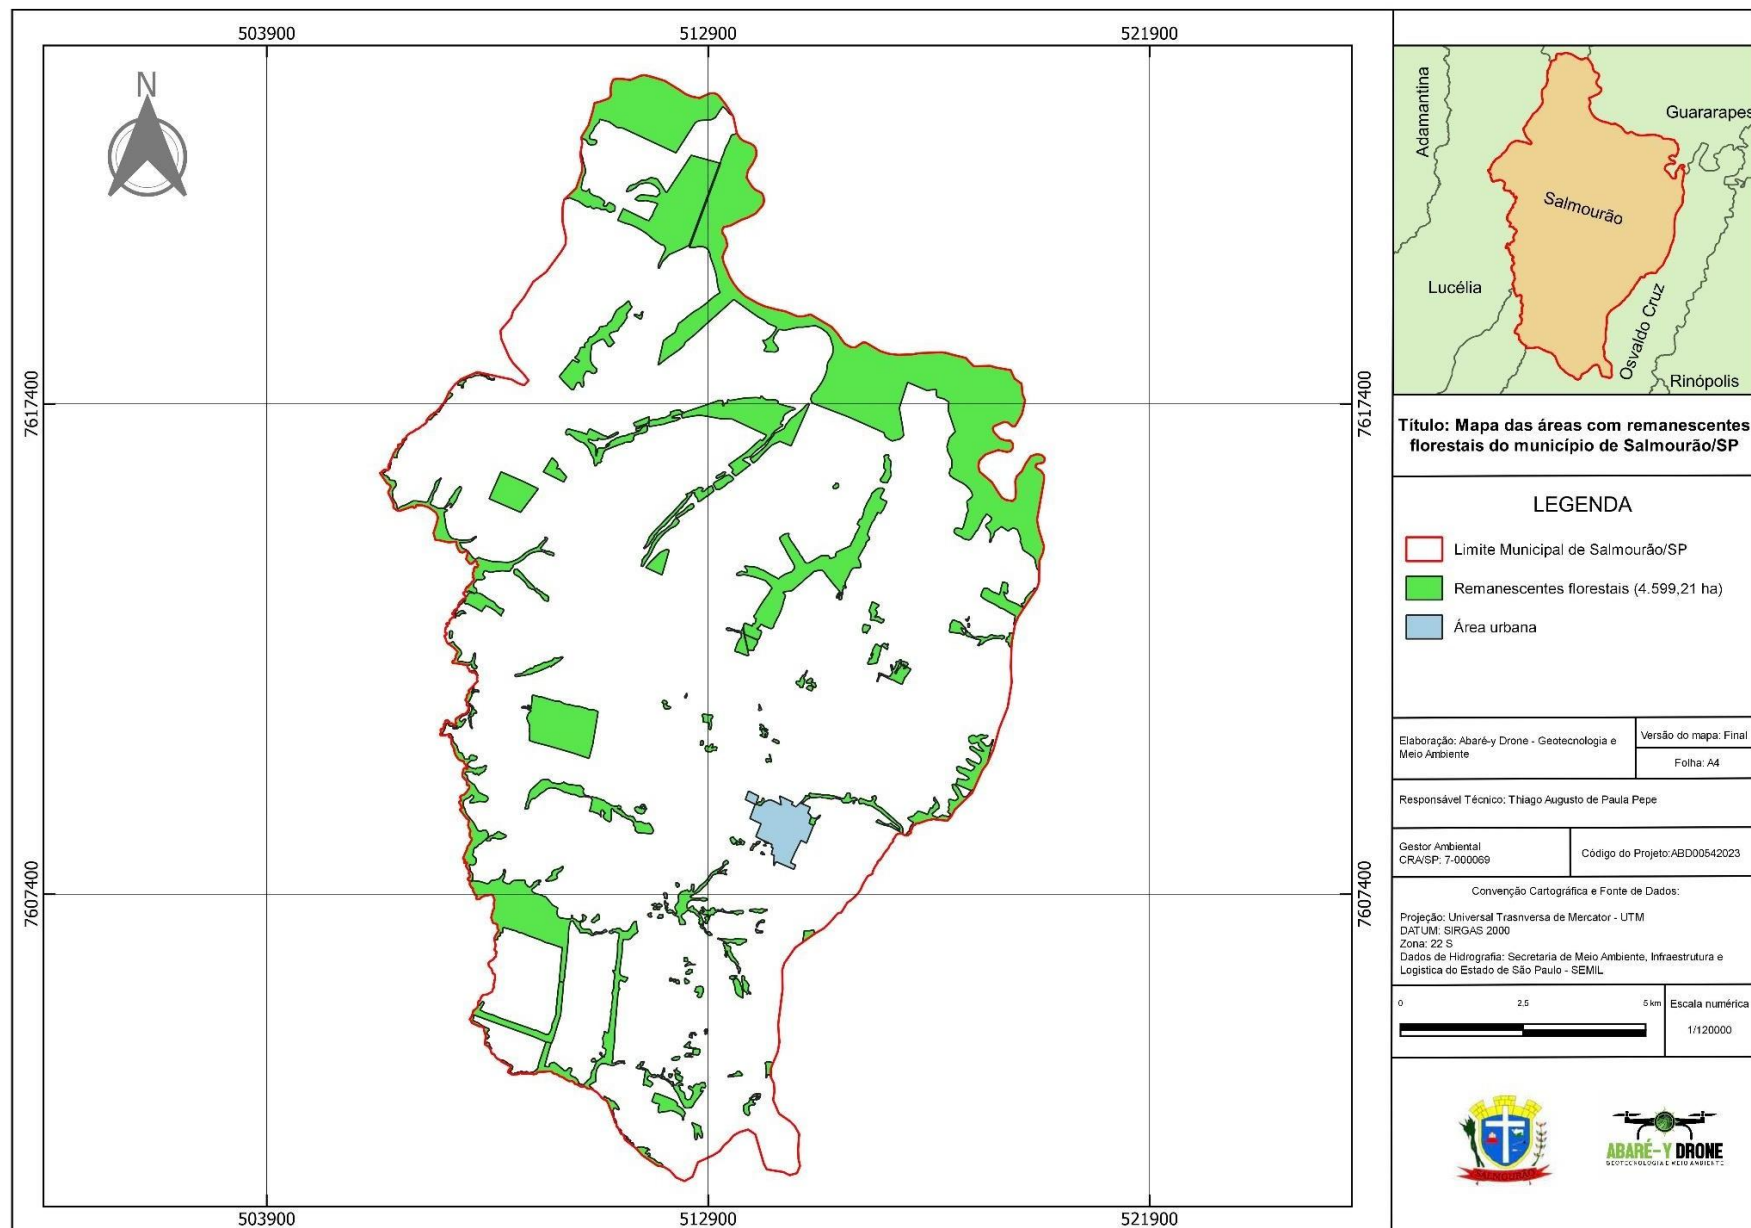 503900
512900
521900
N
7617400
7617400
7607400
7607400
503900
512900
521900
Adamantina
Guararapes
Salmourão
Lucélia
Osvaldo Cruz
Rinópolis
Título: Mapa das áreas com remanescentes
florestais do município de Salmourão/SP
LEGENDA
Limite Municipal de Salmourão/SP
Remanescentes florestais (4.599,21 ha)
Área urbana
Elaboração: Abaré-y Drone - Geotecnologia e
Meio Ambiente
Versão do mapa: Final
Folha: A4
Responsável Técnico: Thiago Augusto de Paula Pepe
Gestor Ambiental
CRA/SP: 7-000069
Código do Projeto:ABD00542023
Convenção Cartográfica e Fonte de Dados:
Projeção: Universal Trasnversa de Mercator - UTM
DATUM: SIRGAS 2000
Zona: 22 S
Dados de Hidrografia: Secretaria de Meio Ambiente, Infraestrutura e
Logistica do Estado de São Paulo - SEMIL
0 2,5 5 km
Escala numérica
1/120000
SALMOURÃO
ABARÉ-Y DRONE
GEOTECNOLOGIA E MEIO AMBIENTE